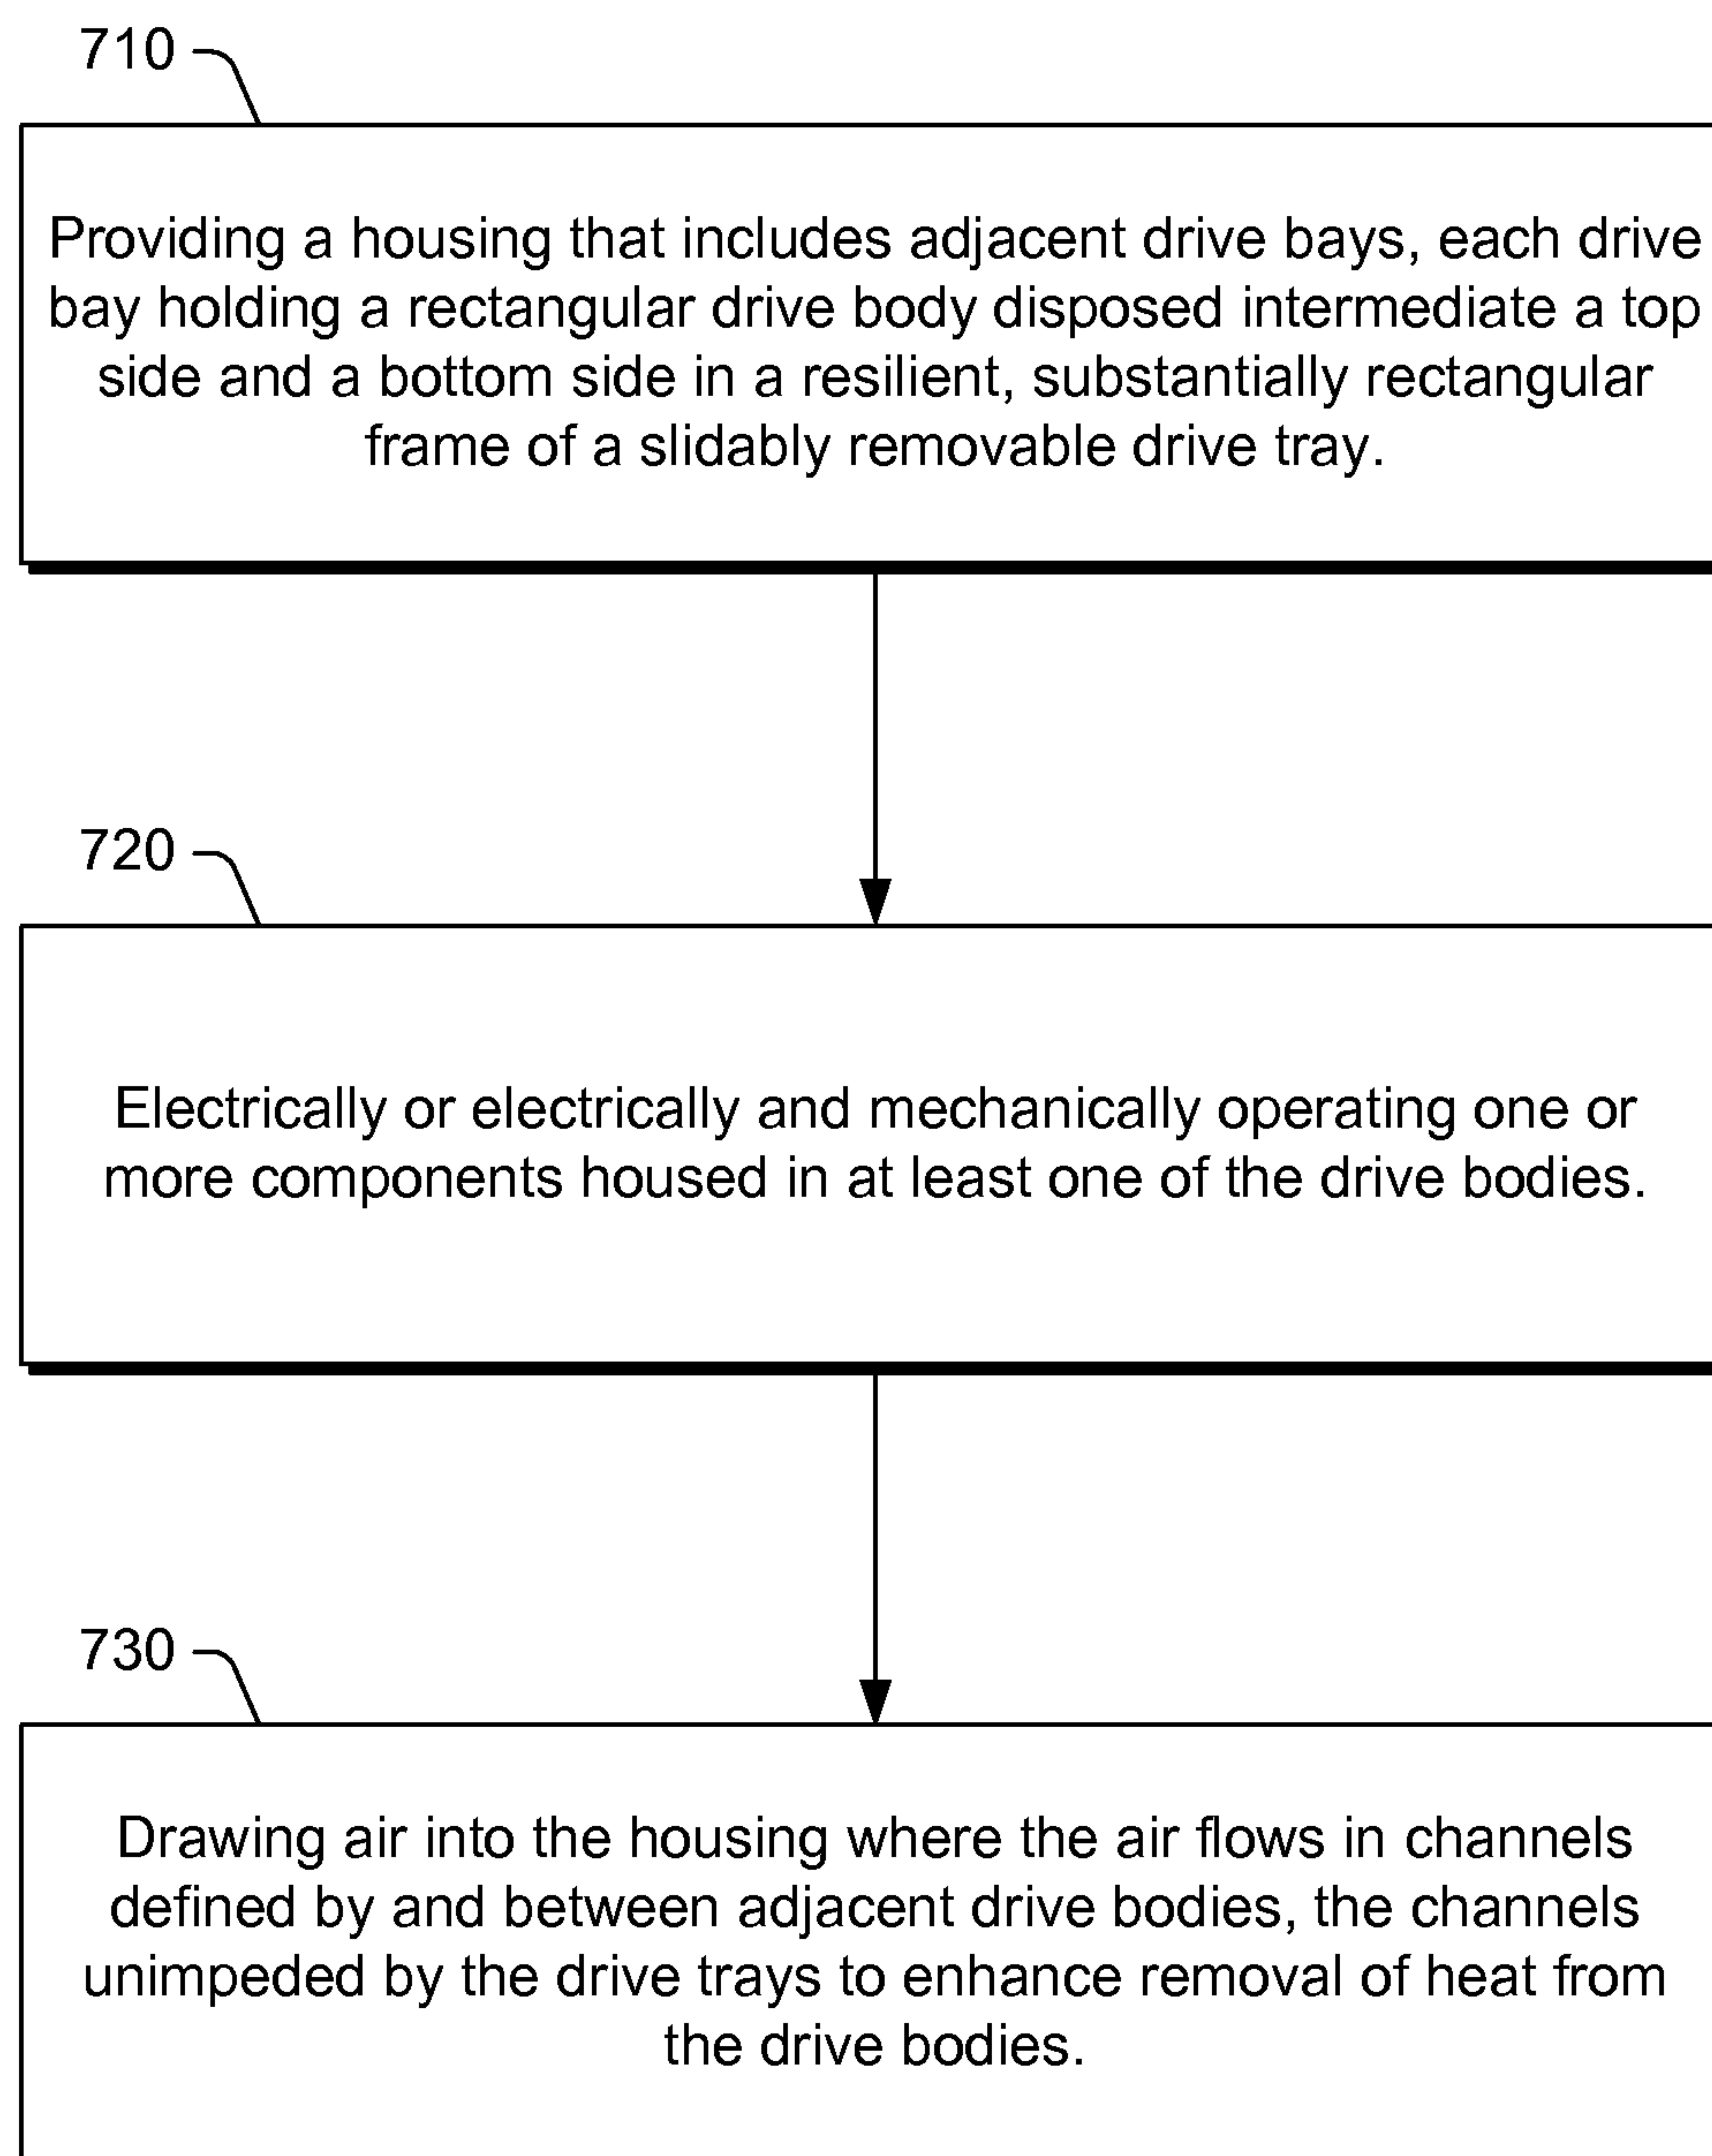 710
Providing a housing that includes adjacent drive bays, each drive
bay holding a rectangular drive body disposed intermediate a top
side and a bottom side in a resilient, substantially rectangular
frame of a slidably removable drive tray.
720
Electrically or electrically and mechanically operating one or
more components housed in at least one of the drive bodies.
730
Drawing air into the housing where the air flows in channels
defined by and between adjacent drive bodies, the channels
unimpeded by the drive trays to enhance removal of heat from
the drive bodies.